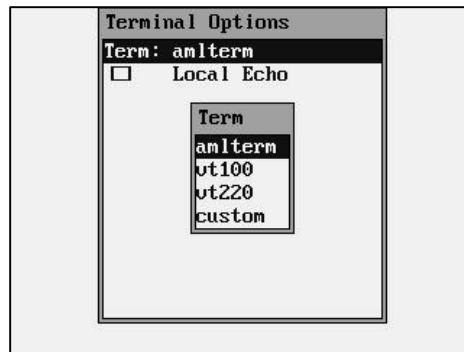 Terminal Options
Term: amlterm
Local Echo
Term
amlterm
vt100
vt220
custom